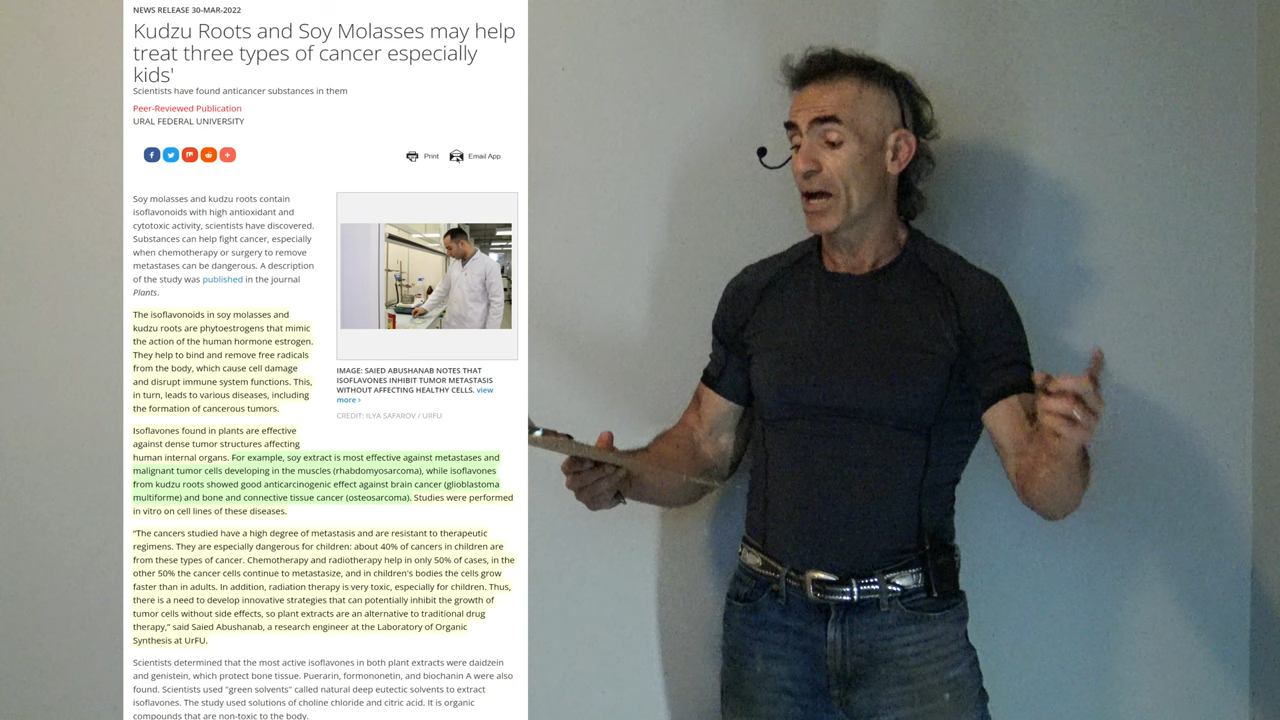 NEWS RELEASE 30-MAR-2022
Kudzu Roots and Soy Molasses may help
treat three types of cancer especially
kids'
Scientists have found anticancer substances in them
Peer-Reviewed Publication
URAL FEDERAL UNIVERSITY
Print
Email App
Soy molasses and kudzu roots contain
isoflavonoids with high antioxidant and
cytotoxic activity, scientists have discovered.
Substances can help fight cancer, especially
when chemotherapy or surgery to remove
metastases can be dangerous. A description
of the study was published in the journal
Plants.
The isoflavonoids in soy molasses and
kudzu roots are phytoestrogens that mimic
the action of the human hormone estrogen.
They help to bind and remove free radicals
from the body, which cause cell damage
and disrupt immune system functions. This,
in turn, leads to various diseases, including
the formation of cancerous tumors.
IMAGE: SAIED ABUSHANAB NOTES THAT
ISOFLAVONES INHIBIT TUMOR METASTASIS
WITHOUT AFFECTING HEALTHY CELLS. view
more ›
CREDIT: ILYA SAFAROV / URFU
Isoflavones found in plants are effective
against dense tumor structures affecting
human internal organs. For example, soy extract is most effective against metastases and
malignant tumor cells developing in the muscles (rhabdomyosarcoma), while isoflavones
from kudzu roots showed good anticarcinogenic effect against brain cancer (glioblastoma
multiforme) and bone and connective tissue cancer (osteosarcoma). Studies were performed
in vitro on cell lines of these diseases.
"The cancers studied have a high degree of metastasis and are resistant to therapeutic
regimens. They are especially dangerous for children: about 40% of cancers in children are
from these types of cancer. Chemotherapy and radiotherapy help in only 50% of cases, in the
other 50% the cancer cells continue to metastasize, and in children's bodies the cells grow
faster than in adults. In addition, radiation therapy is very toxic, especially for children. Thus,
there is a need to develop innovative strategies that can potentially inhibit the growth of
tumor cells without side effects, so plant extracts are an alternative to traditional drug
therapy," said Saied Abushanab, a research engineer at the Laboratory of Organic
Synthesis at UrFU.
Scientists determined that the most active isoflavones in both plant extracts were daidzein
and genistein, which protect bone tissue. Puerarin, formononetin, and biochanin A were also
found. Scientists used "green solvents" called natural deep eutectic solvents to extract
isoflavones. The study used solutions of choline chloride and citric acid. It is organic
compounds that are non-toxic to the body.